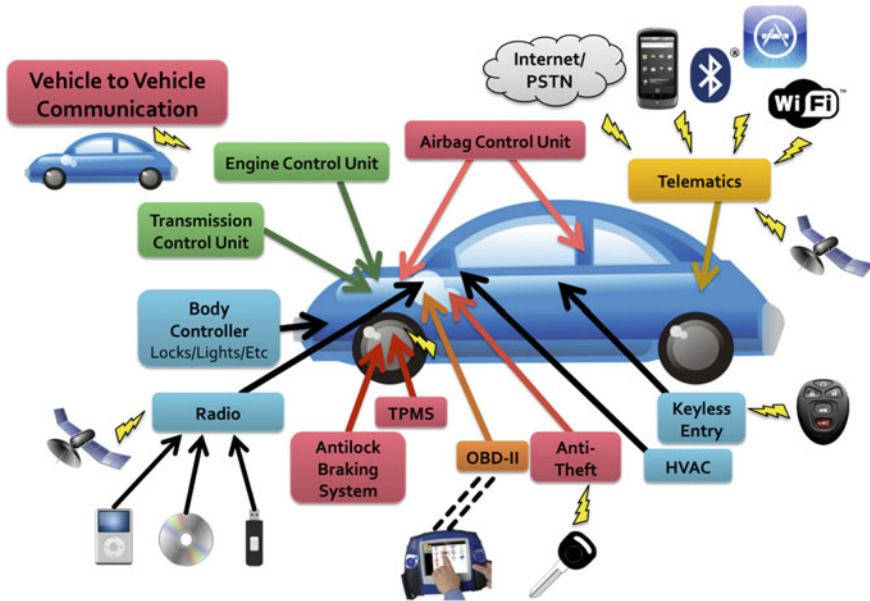 Vehicle to Vehicle
Communication
Internet/
PSTN
®
Wi Fi™
Engine Control Unit
Airbag Control Unit
Telematics
Transmission
Control Unit
Body
Controller
Locks/Lights/Etc
Radio
TPMS
Antilock
Braking
System
OBD-II
Anti-
Theft
Keyless
Entry
HVAC